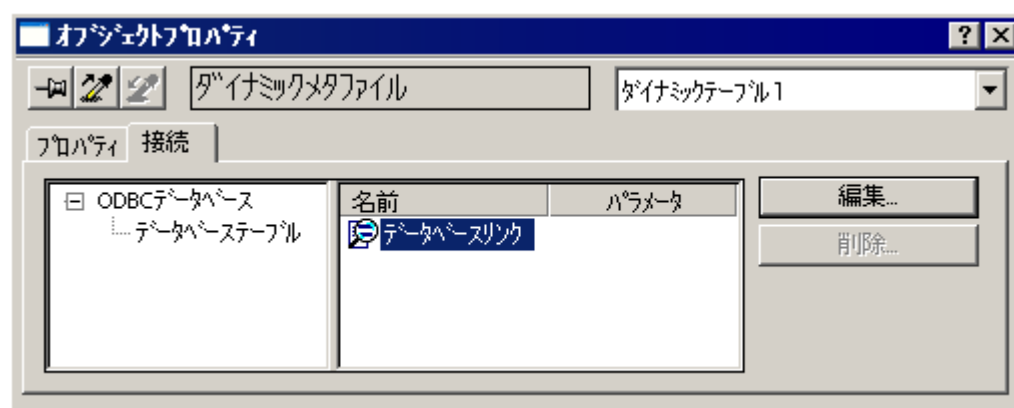 ｵﾌﾞｼﾞｪｸﾄﾌﾟﾛﾊﾟﾃｨ
ﾀﾞｲﾅﾐｯｸﾒﾀﾌｧｲﾙ ﾀﾞｲﾅﾐｯｸﾃｰﾌﾞﾙ1
ﾌﾟﾛﾊﾟﾃｨ 接続
ODBCﾃﾞｰﾀﾍﾞｰｽ 名前 ﾊﾟﾗﾒｰﾀ 編集...
ﾃﾞｰﾀﾍﾞｰｽﾃｰﾌﾞﾙ ﾃﾞｰﾀﾍﾞｰｽﾘﾝｸ 削除...